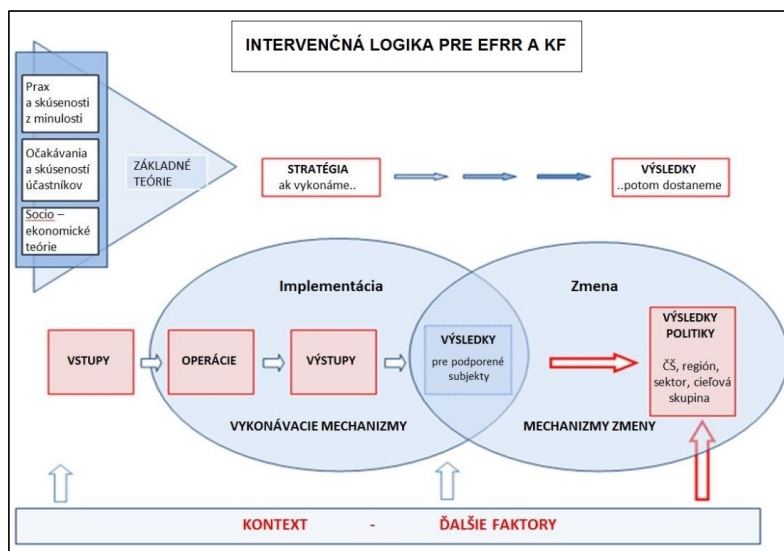 INTERVENČNÁ LOGIKA PRE EFRR A KF
Prax
a skúsenosti
z minulosti
Očakávania
a skúseností
účastníkov
Socio –
ekonomické
teórie
ZÁKLADNÉ
TEÓRIE
STRATÉGIA
ak vykonáme..
VÝSLEDKY
..potom dostaneme
Implementácia
Zmena
VSTUPY
OPERÁCIE
VÝSTUPY
VÝSLEDKY
pre podporené
subjekty
VÝSLEDKY
POLITIKY
ČŠ, región,
sektor, cieľová
skupina
VYKONÁVACIE MECHANIZMY
MECHANIZMY ZMENY
KONTEXT - ĎALŠIE FAKTORY